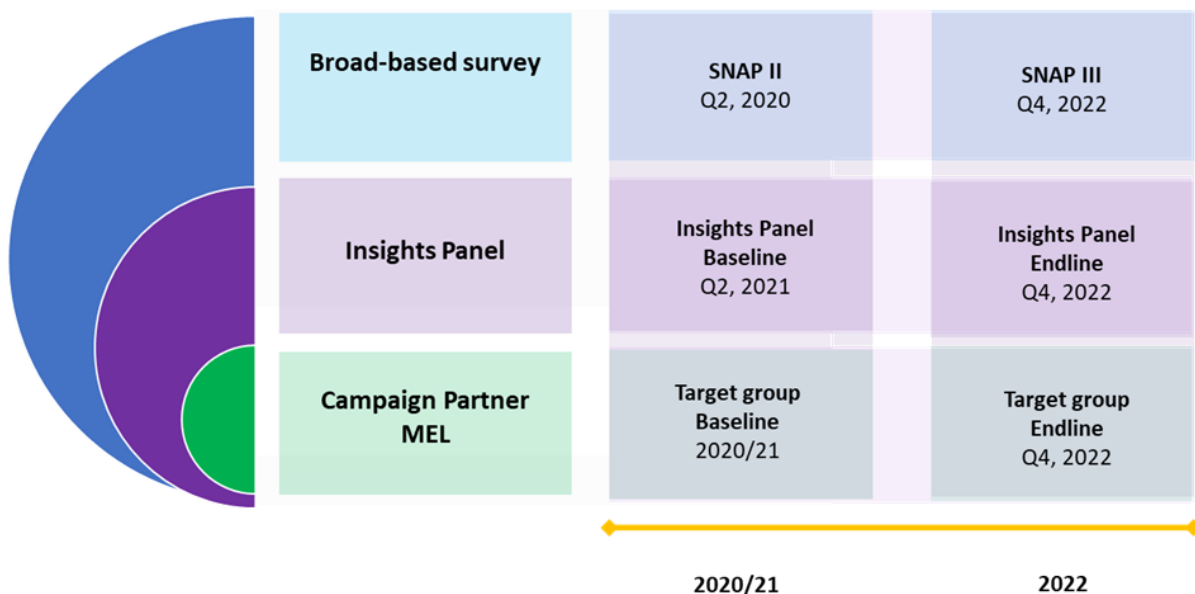 Broad-based survey
SNAP II
Q2, 2020
SNAP III
Q4, 2022
Insights Panel
Insights Panel
Baseline
Q2, 2021
Insights Panel
Endline
Q4, 2022
Campaign Partner
MEL
Target group
Baseline
2020/21
Target group
Endline
Q4, 2022
2020/21
2022